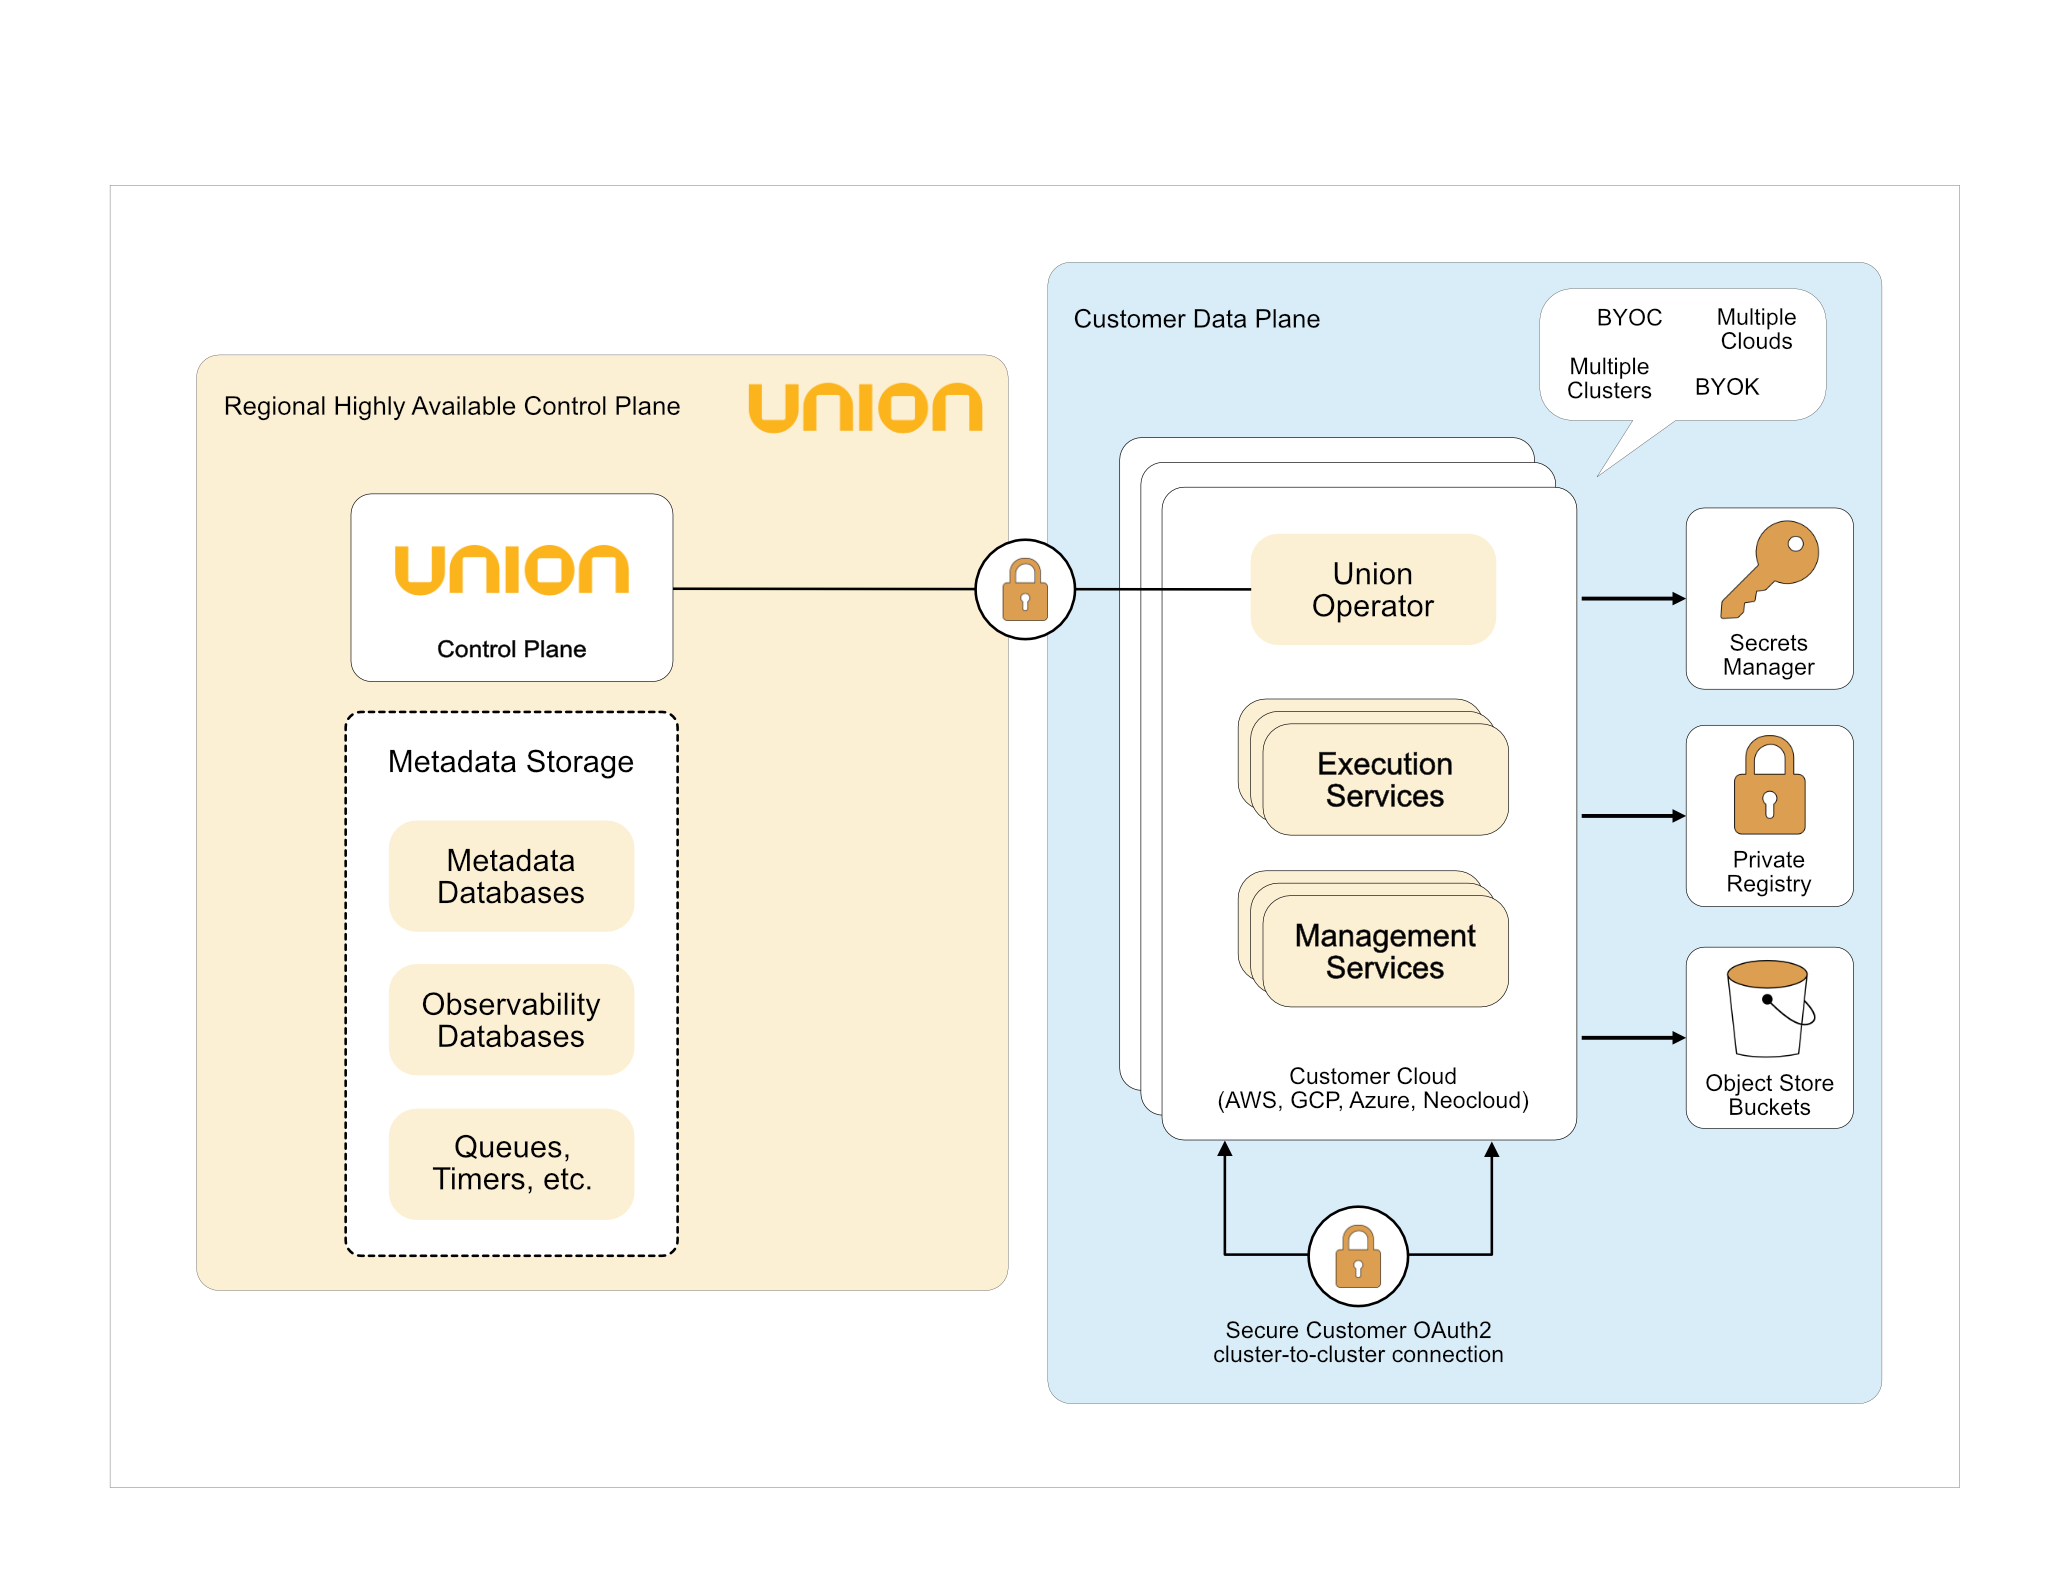 Regional Highly Available Control Plane
UNION
UNION
Control Plane
Metadata Storage
Metadata
Databases
Observability
Databases
Queues,
Timers, etc.
Customer Data Plane
BYOC
Multiple
Clouds
Multiple
Clusters
BYOK
Union
Operator
Execution
Services
Management
Services
Customer Cloud
(AWS, GCP, Azure, Neocloud)
Secrets
Manager
Private
Registry
Object Store
Buckets
Secure Customer OAuth2
cluster-to-cluster connection